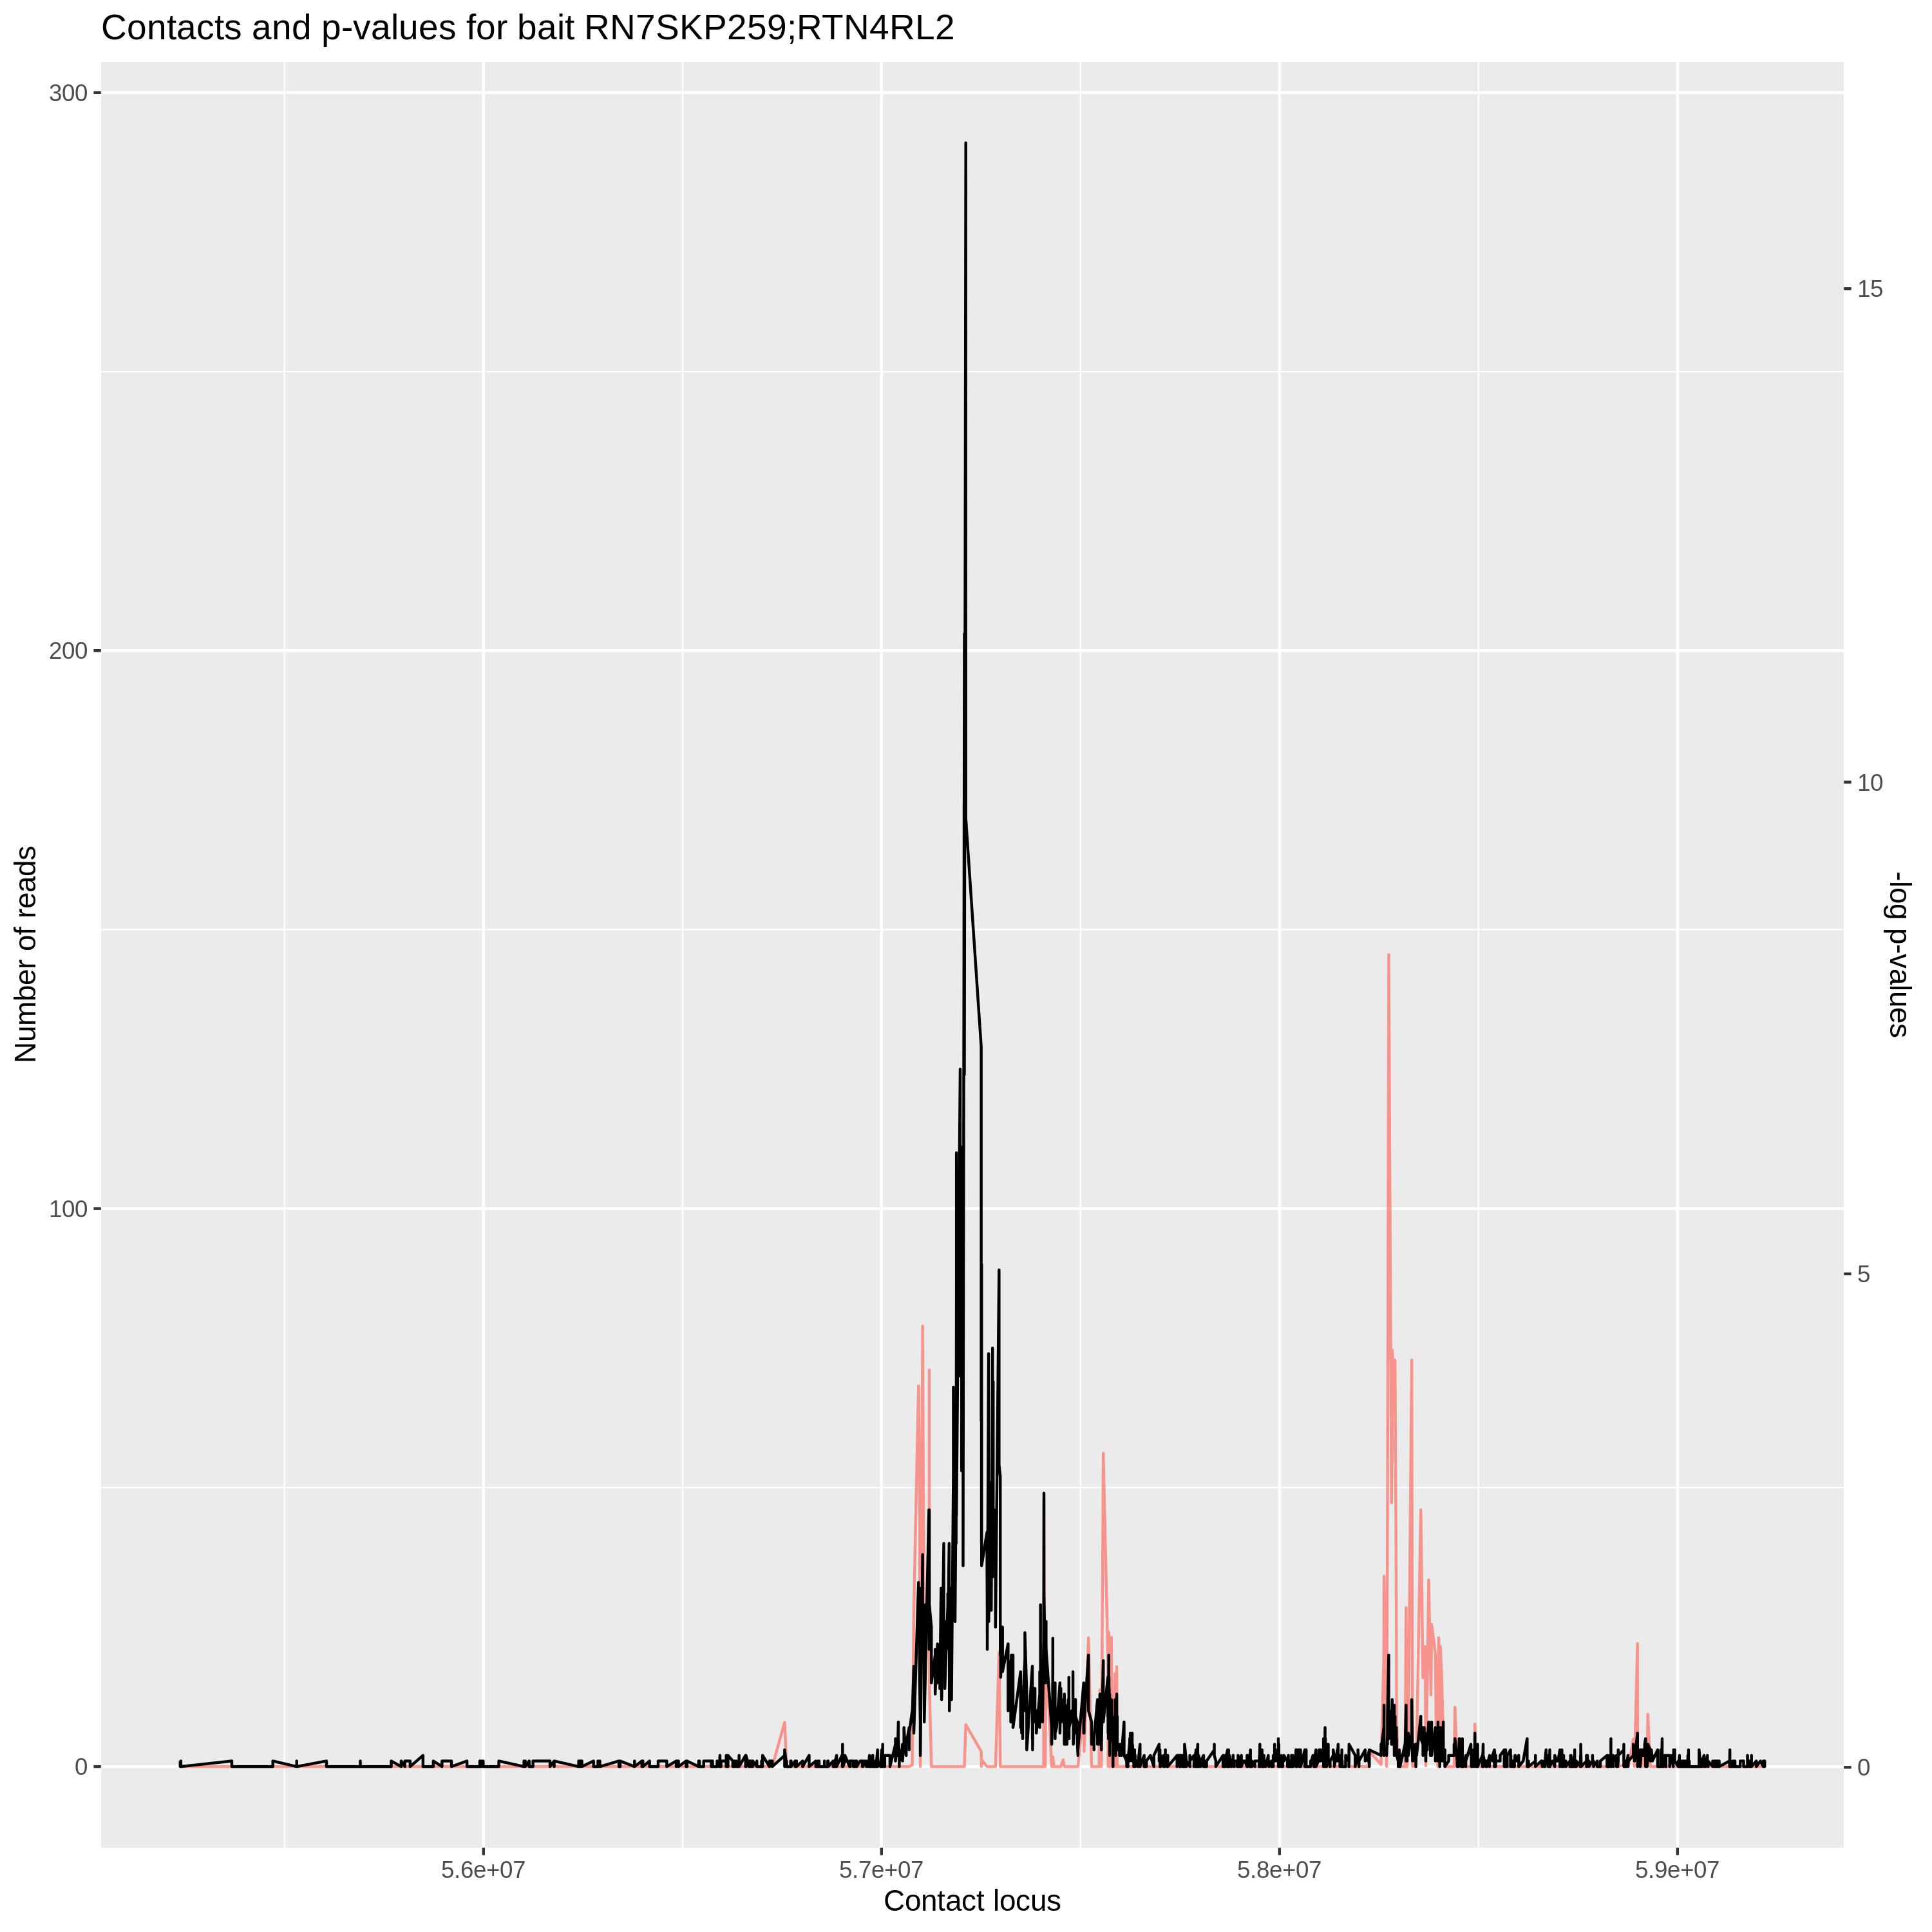 Contacts and p-values for bait RN7SKP259;RTN4RL2
300
200
100
0
Number of reads
15
10
5
0
-log p-values
5.6e+07 5.7e+07 5.8e+07 5.9e+07
Contact locus